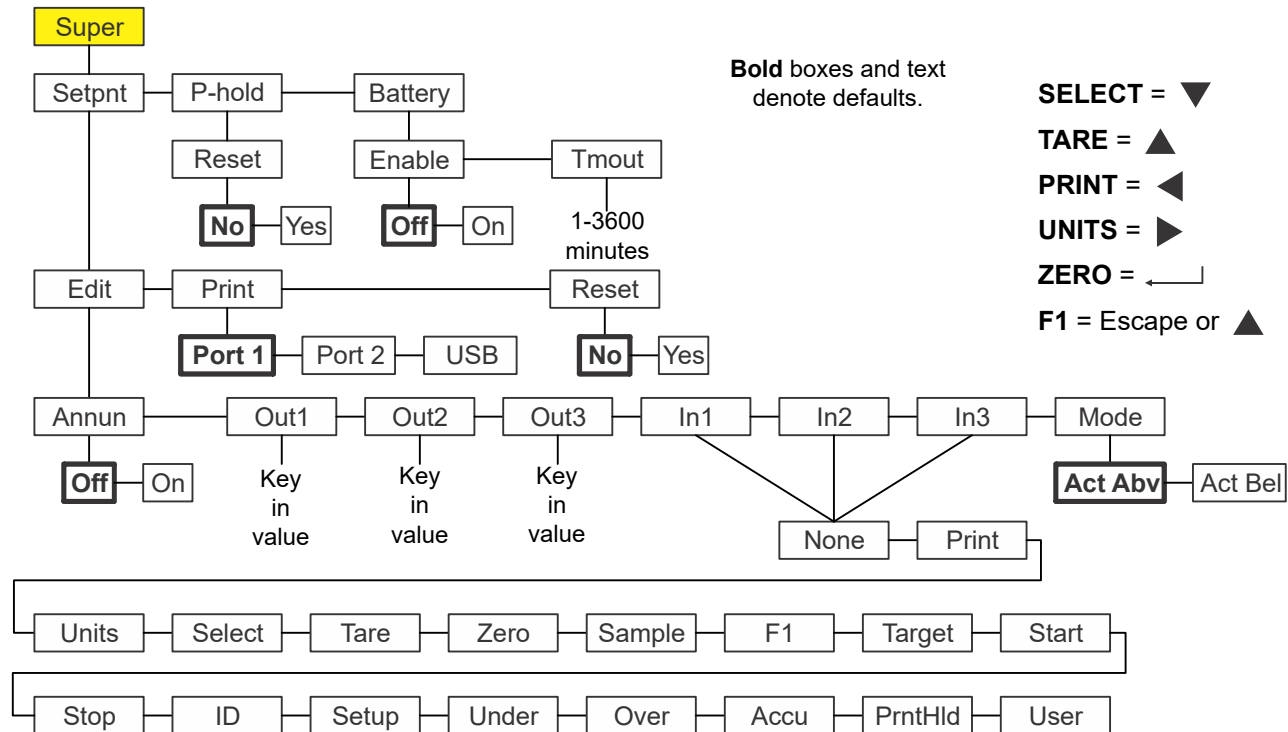 Super
Bold boxes and text
denote defaults.
SELECT =
TARE =
PRINT =
UNITS =
ZERO =
F1 = Escape or
Setpnt P-hold Battery
Reset Enable Tmout
No Yes Off On 1-3600
minutes
Edit Print Reset
Port 1 Port 2 USB No Yes
Annun Out1 Out2 Out3 In1 In2 In3 Mode
Off On Key Key Key Act Abv Act Bel
in in in
value value value
None Print
Units Select Tare Zero Sample F1 Target Start
Stop ID Setup Under Over Accu PrntHld User